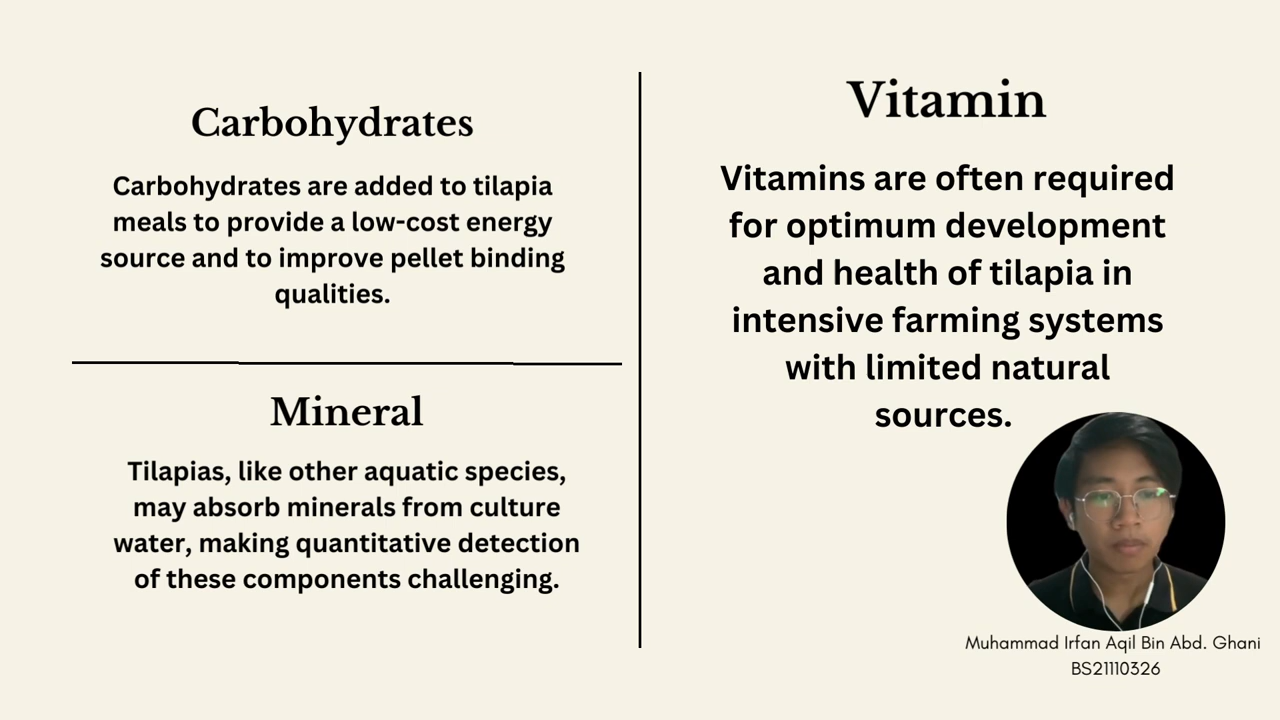 Carbohydrates
Carbohydrates are added to tilapia
meals to provide a low-cost energy
source and to improve pellet binding
qualities.
Mineral
Tilapias, like other aquatic species,
may absorb minerals from culture
water, making quantitative detection
of these components challenging.
Vitamin
Vitamins are often required
for optimum development
and health of tilapia in
intensive farming systems
with limited natural
sources.
Muhammad Irfan Aqil Bin Abd. Ghani
BS21110326